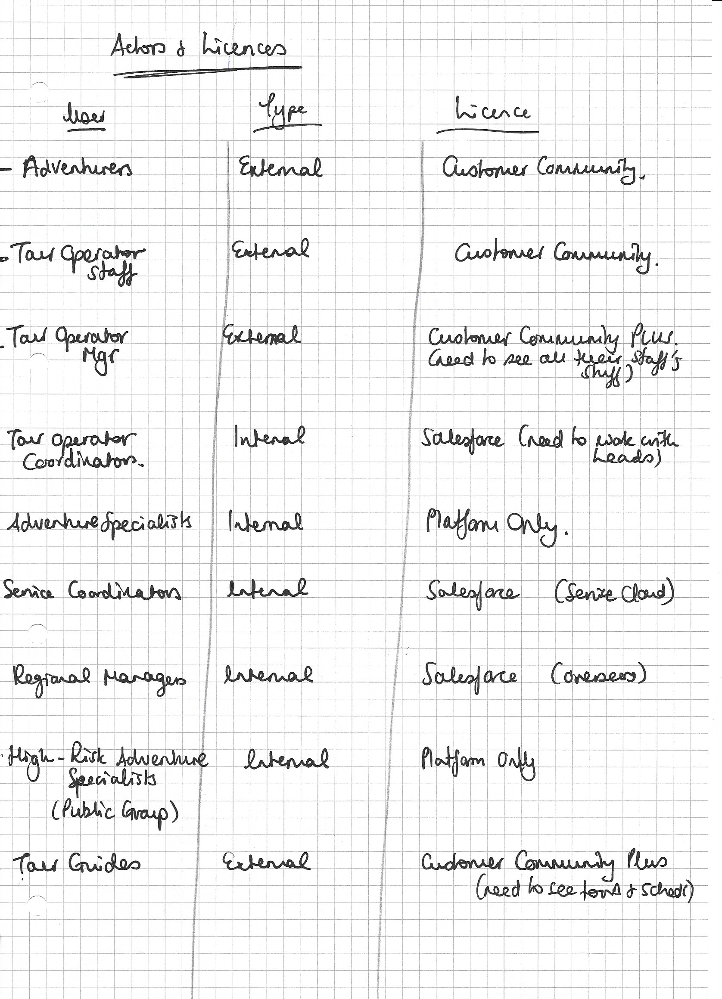 Actors & Licences
User Type Licence
- Adventurers External Customer Community.
Tour Operator External Customer Community.
Staff
Tour Operator External Customer Community Plus.
Mgr (need to see all their staff's
stuff)
Tour Operator Internal Salesforce (need to work with
Coordinators. Leads)
Adventure Specialists Internal Platform Only.
Service Coordinators Internal Salesforce (Service Cloud)
Regional Managers Internal Salesforce (oversees)
High-Risk Adventure Internal Platform Only
Specialists
(Public Group)
Tour Guides External Customer Community Plus
(need to see tours & scheds)